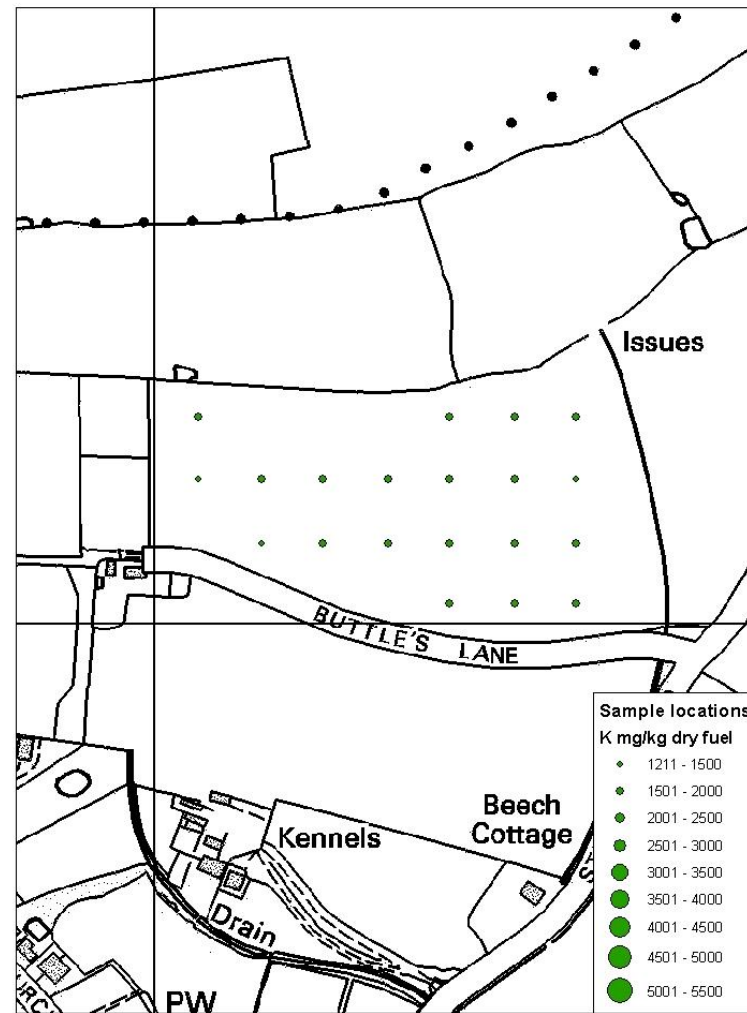 Issues
BUTTLE'S LANE
Sample locations
K mg/kg dry fuel
1211 - 1500
1501 - 2000
2001 - 2500
2501 - 3000
3001 - 3500
3501 - 4000
4001 - 4500
4501 - 5000
5001 - 5500
Beech
Cottage
Kennels
Drain
PW